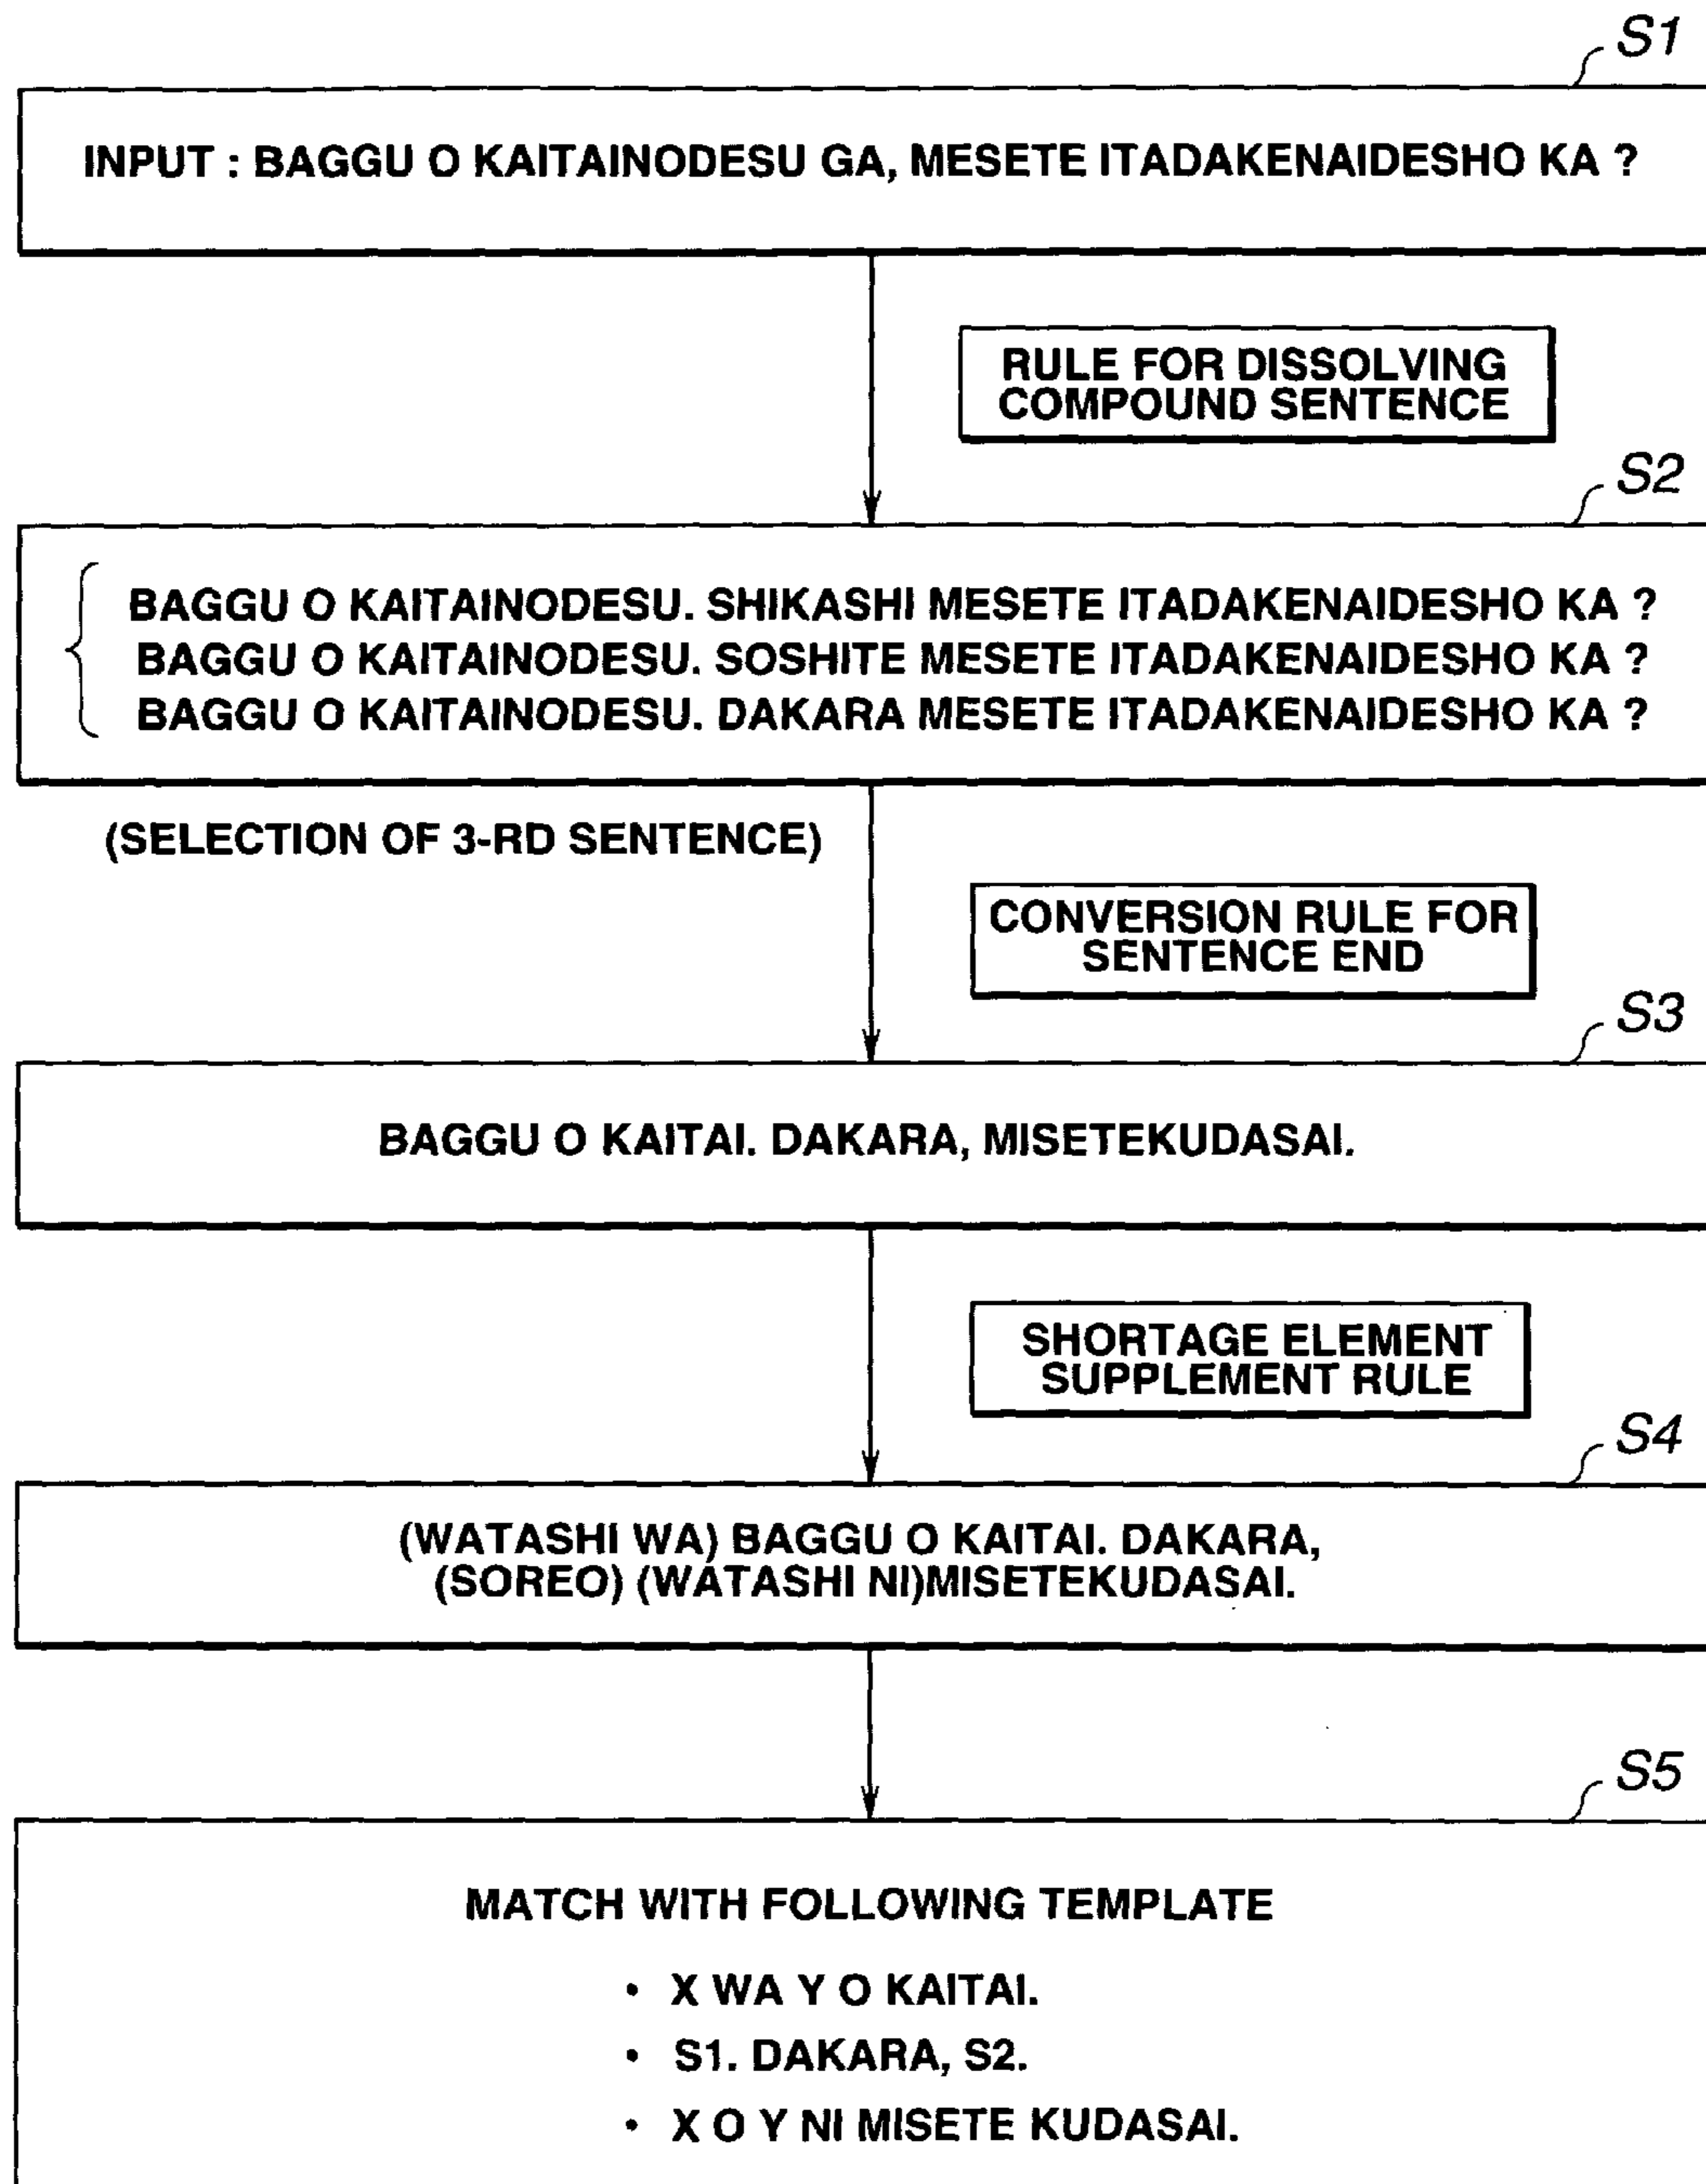 S1
INPUT : BAGGU O KAITAINODESU GA, MESETE ITADAKENAIDESHO KA ?
RULE FOR DISSOLVING
COMPOUND SENTENCE
S2
BAGGU O KAITAINODESU. SHIKASHI MESETE ITADAKENAIDESHO KA ?
BAGGU O KAITAINODESU. SOSHITE MESETE ITADAKENAIDESHO KA ?
BAGGU O KAITAINODESU. DAKARA MESETE ITADAKENAIDESHO KA ?
(SELECTION OF 3-RD SENTENCE)
CONVERSION RULE FOR
SENTENCE END
S3
BAGGU O KAITAI. DAKARA, MISETEKUDASAI.
SHORTAGE ELEMENT
SUPPLEMENT RULE
S4
(WATASHI WA) BAGGU O KAITAI. DAKARA,
(SOREO) (WATASHI NI)MISETEKUDASAI.
S5
MATCH WITH FOLLOWING TEMPLATE
• X WA Y O KAITAI.
• S1. DAKARA, S2.
• X O Y NI MISETE KUDASAI.